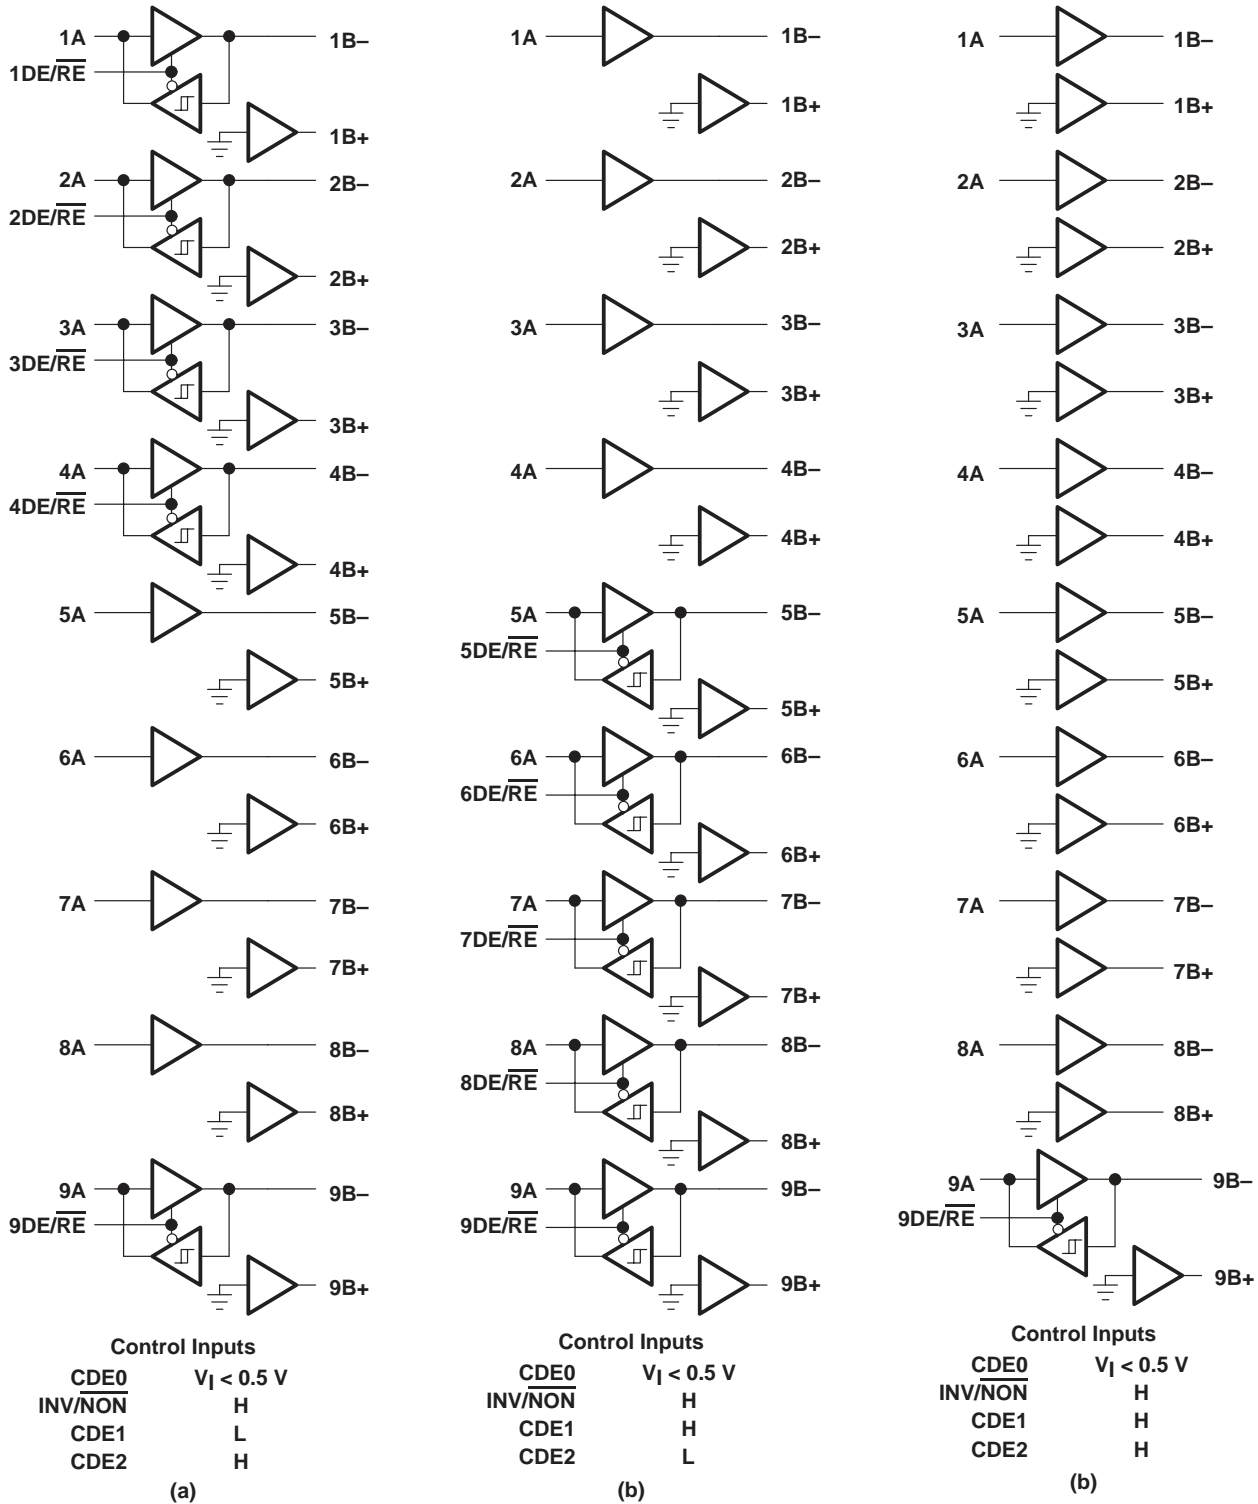 1A
1B–
1DE/RE
1B+
2A
2B–
2DE/RE
2B+
3A
3B–
3DE/RE
3B+
4A
4B–
4DE/RE
4B+
5A
5B–
5B+
6A
6B–
6B+
7A
7B–
7B+
8A
8B–
8B+
9A
9B–
9DE/RE
9B+
Control Inputs
CDE0 VI < 0.5 V
INV/NON H
CDE1 L
CDE2 H
(a)
1A
1B–
1B+
2A
2B–
2B+
3A
3B–
3B+
4A
4B–
4B+
5A
5B–
5DE/RE
5B+
6A
6B–
6DE/RE
6B+
7A
7B–
7DE/RE
7B+
8A
8B–
8DE/RE
8B+
9A
9B–
9DE/RE
9B+
Control Inputs
CDE0 VI < 0.5 V
INV/NON H
CDE1 H
CDE2 L
(b)
1A
1B–
1B+
2A
2B–
2B+
3A
3B–
3B+
4A
4B–
4B+
5A
5B–
5B+
6A
6B–
6B+
7A
7B–
7B+
8A
8B–
8B+
9A
9B–
9DE/RE
9B+
Control Inputs
CDE0 VI < 0.5 V
INV/NON H
CDE1 H
CDE2 H
(b)